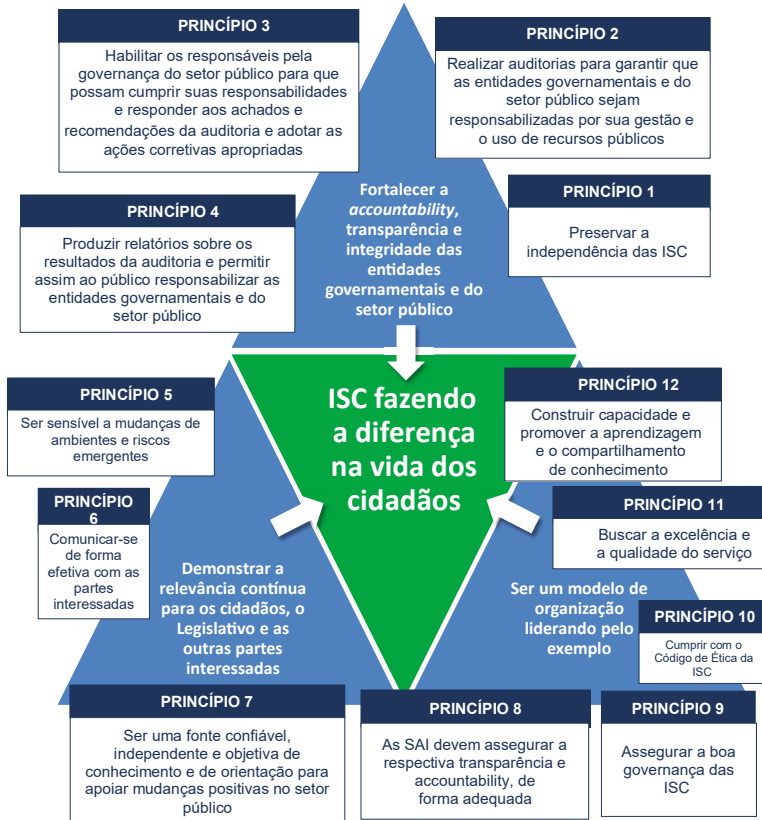 PRINCÍPIO 3
Habilitar os responsáveis pela
governança do setor público para que
possam cumprir suas responsabilidades
e responder aos achados e
recomendações da auditoria e adotar as
ações corretivas apropriadas
PRINCÍPIO 2
Realizar auditorias para garantir que
as entidades governamentais e do
setor público sejam
responsabilizadas por sua gestão e
o uso de recursos públicos
PRINCÍPIO 1
Preservar a
independência das ISC
PRINCÍPIO 4
Produzir relatórios sobre os
resultados da auditoria e permitir
assim ao público responsabilizar as
entidades governamentais e do
setor público
Fortalecer a
accountability,
transparência e
integridade das
entidades
governamentais e do
setor público
ISC fazendo
a diferença
na vida dos
cidadãos
PRINCÍPIO 5
Ser sensível a mudanças de
ambientes e riscos
emergentes
PRINCÍPIO 12
Construir capacidade e
promover a aprendizagem
e o compartilhamento
de conhecimento
PRINCÍPIO
6
Comunicar-se
de forma
efetiva com as
partes
interessadas
PRINCÍPIO 11
Buscar a excelência e
a qualidade do serviço
Demonstrar a
relevância contínua
para os cidadãos, o
Legislativo e as
outras partes
interessadas
Ser um modelo de
organização
liderando pelo
exemplo
PRINCÍPIO 10
Cumprir com o
Código de Ética da
ISC
PRINCÍPIO 7
Ser uma fonte confiável,
independente e objetiva de
conhecimento e de orientação para
apoiar mudanças positivas no setor
público
PRINCÍPIO 8
As SAI devem assegurar a
respectiva transparência e
accountability, de
forma adequada
PRINCÍPIO 9
Assegurar a boa
governança das
ISC